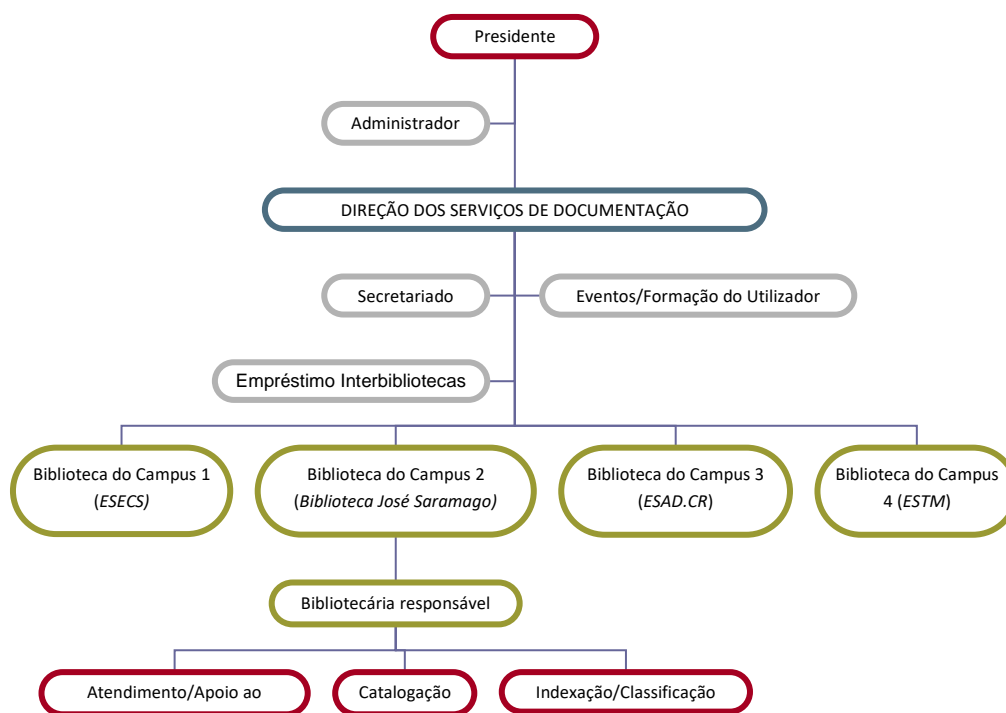 Presidente
Administrador
DIREÇÃO DOS SERVIÇOS DE DOCUMENTAÇÃO
Secretariado
Eventos/Formação do Utilizador
Empréstimo Interbibliotecas
Biblioteca do Campus 1
(ESECS)
Biblioteca do Campus 2
(Biblioteca José Saramago)
Biblioteca do Campus 3
(ESAD.CR)
Biblioteca do Campus
4 (ESTM)
Bibliotecária responsável
Atendimento/Apoio ao
Catalogação
Indexação/Classificação